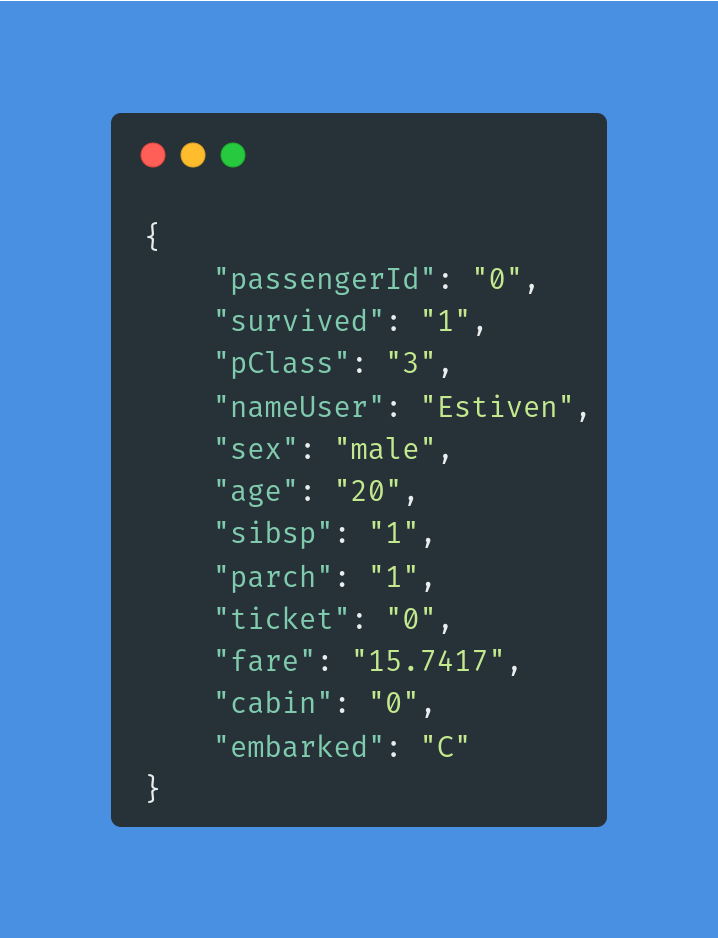 {
    "passengerId": "0",
    "survived": "1",
    "pClass": "3",
    "nameUser": "Estiven",
    "sex": "male",
    "age": "20",
    "sibsp": "1",
    "parch": "1",
    "ticket": "0",
    "fare": "15.7417",
    "cabin": "0",
    "embarked": "C"
}